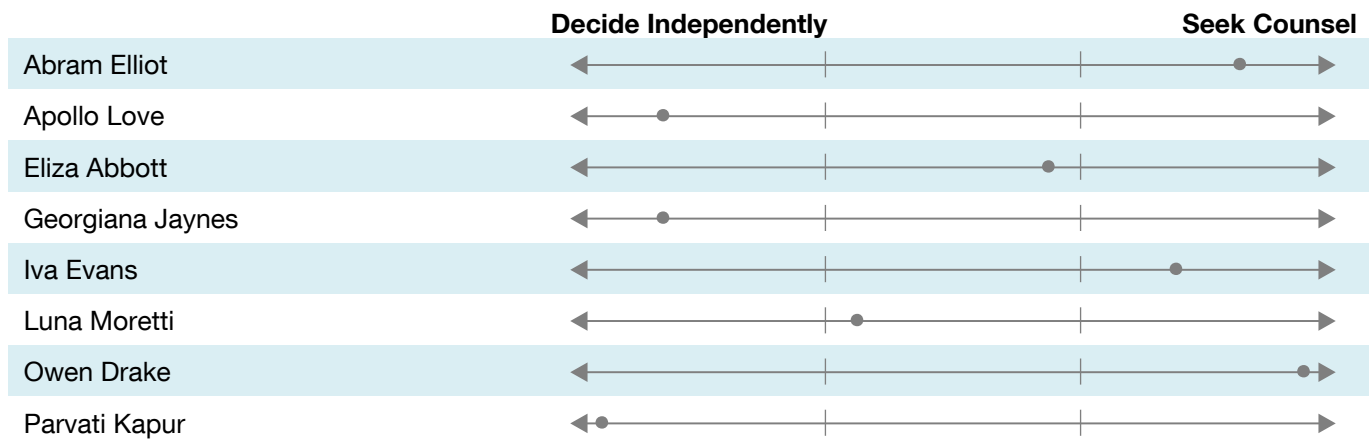 Decide Independently Seek Counsel
Abram Elliot
Apollo Love
Eliza Abbott
Georgiana Jaynes
Iva Evans
Luna Moretti
Owen Drake
Parvati Kapur